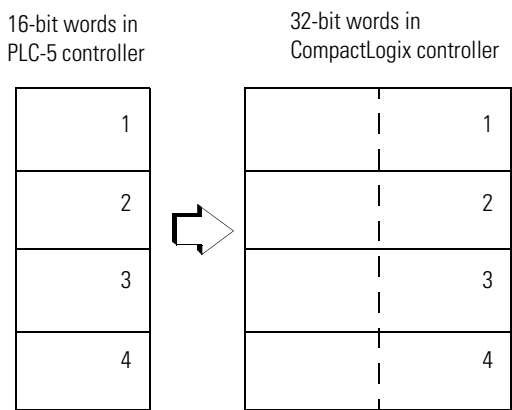 16-bit words in
PLC-5 controller
32-bit words in
CompactLogix controller
1
1
2
2
3
3
4
4